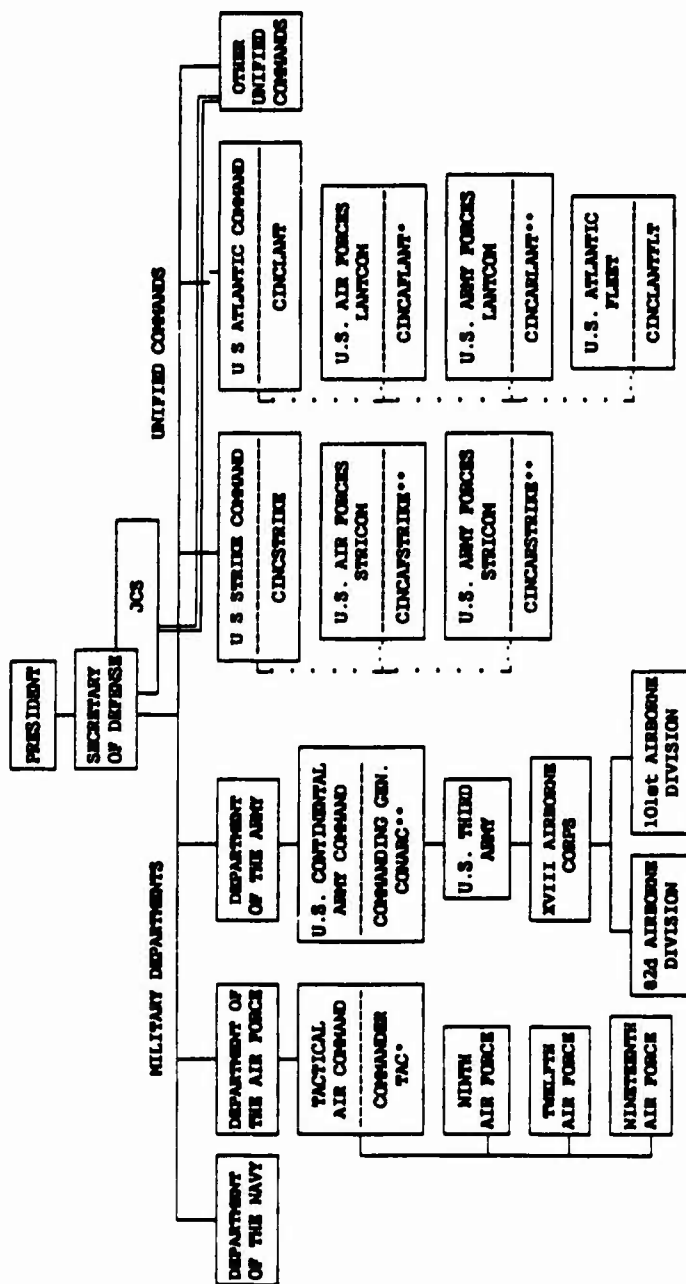 PRESIDENT
SECRETARY
OF DEFENSE
JCS
MILITARY DEPARTMENTS
UNIFIED COMMANDS
DEPARTMENT
OF THE NAVY
DEPARTMENT OF
THE AIR FORCE
DEPARTMENT
OF THE ARMY
U S STRIKE COMMAND
CINCSTRIKE
U S ATLANTIC COMMAND
CINCLANT
OTHER
UNIFIED
COMMANDS
TACTICAL
AIR COMMAND
COMMANDER
TAC*
U.S. CONTINENTAL
ARMY COMMAND
COMMANDING GEN.
CONARC**
U.S. AIR FORCES
STRICOM
CINCAFSTRIKE**
U.S. AIR FORCES
LANTCOM
CINCAFLANT*
NINTH
AIR FORCE
U.S. THIRD
ARMY
U.S. ARMY FORCES
STRICOM
CINCARSTRIKE**
U.S. ARMY FORCES
LANTCOM
CINCARLANT**
TWELFTH
AIR FORCE
XVIII AIRBORNE
CORPS
U.S. ATLANTIC
FLEET
CINCLANTFLT
NINETEENTH
AIR FORCE
82d AIRBORNE
DIVISION
101st AIRBORNE
DIVISION